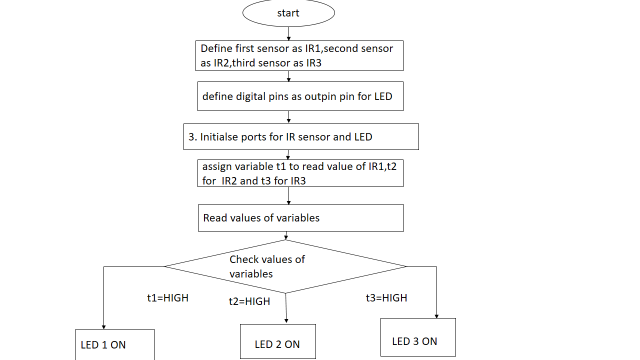 start
Define first sensor as IR1,second sensor
as IR2,third sensor as IR3
define digital pins as outpin pin for LED
3. Initialse ports for IR sensor and LED
assign variable t1 to read value of IR1,t2
for IR2 and t3 for IR3
Read values of variables
Check values of
variables
t1=HIGH
t2=HIGH
t3=HIGH
LED 1 ON
LED 2 ON
LED 3 ON